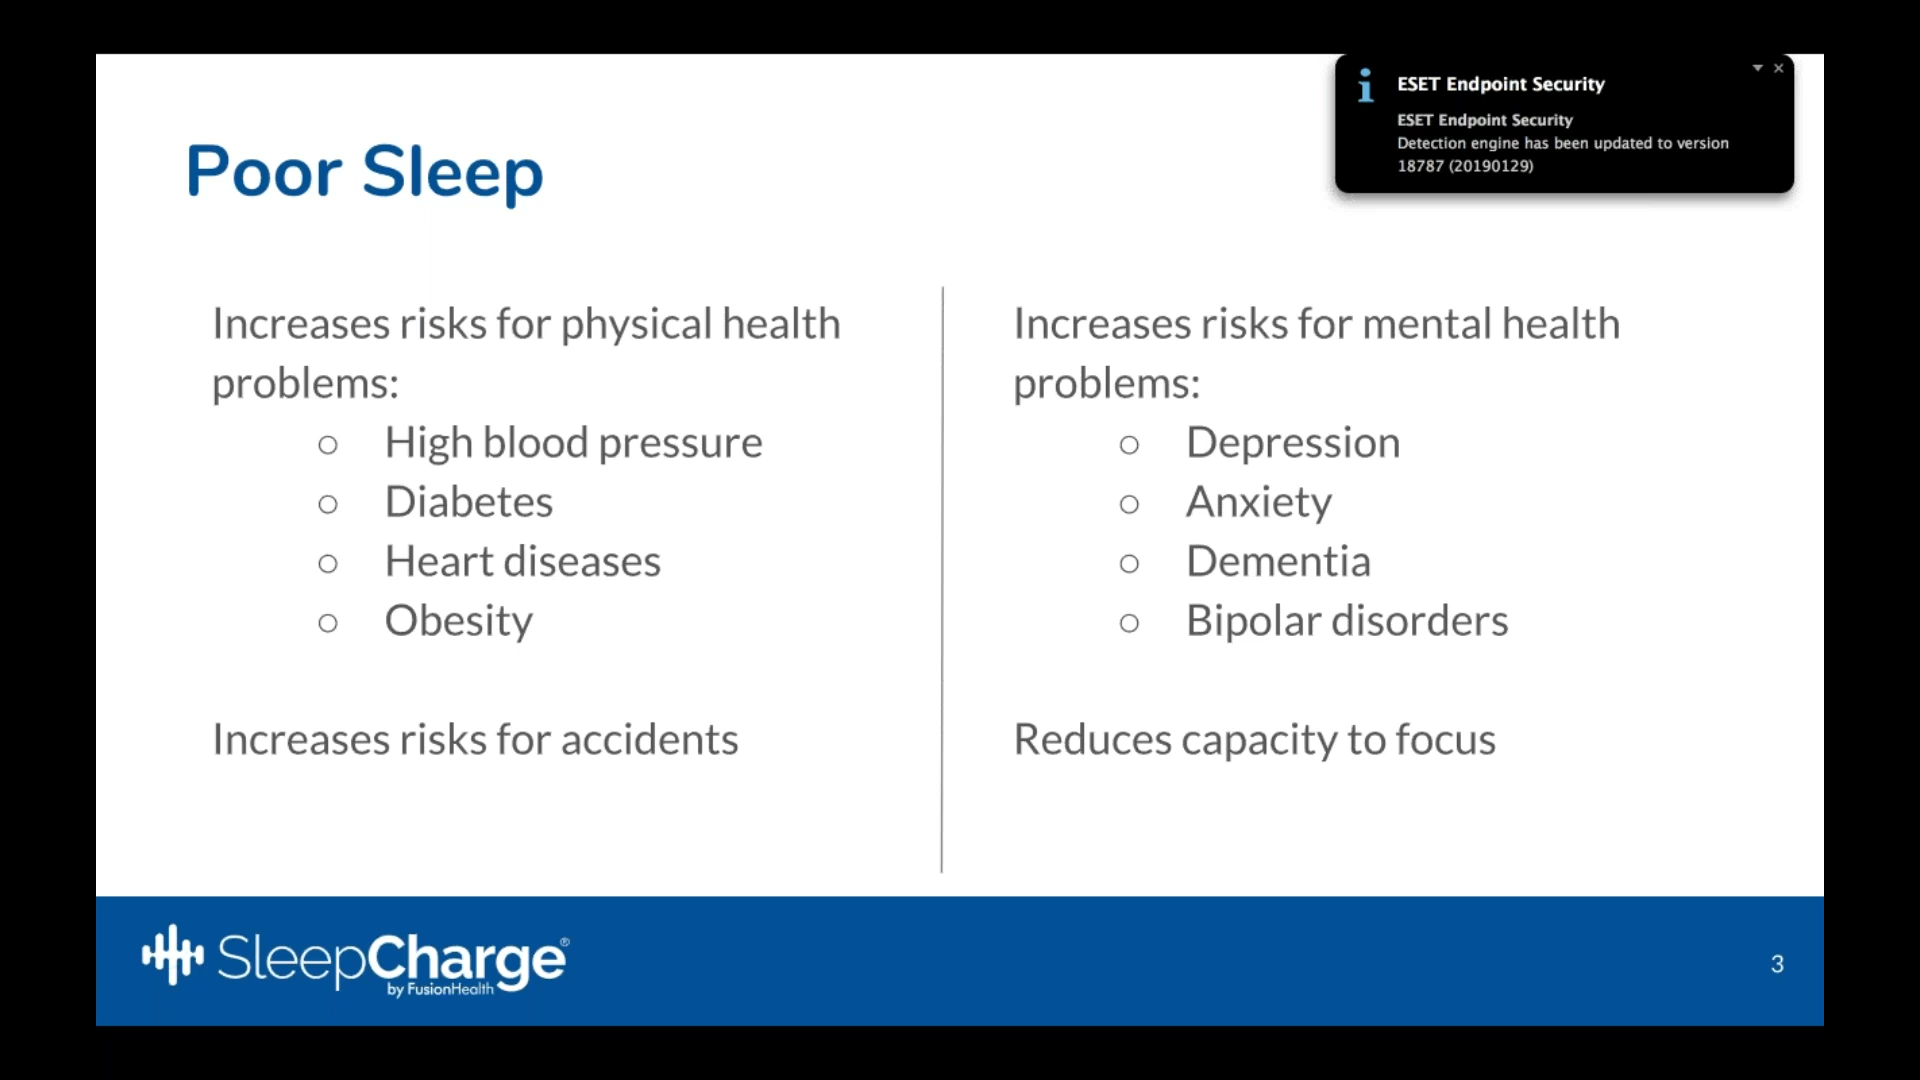 Poor Sleep
ESET Endpoint Security
ESET Endpoint Security
Detection engine has been updated to version
18787 (20190129)
Increases risks for physical health
problems:
○ High blood pressure
○ Diabetes
○ Heart diseases
○ Obesity
Increases risks for accidents
Increases risks for mental health
problems:
○ Depression
○ Anxiety
○ Dementia
○ Bipolar disorders
Reduces capacity to focus
SleepCharge®
by FusionHealth
3